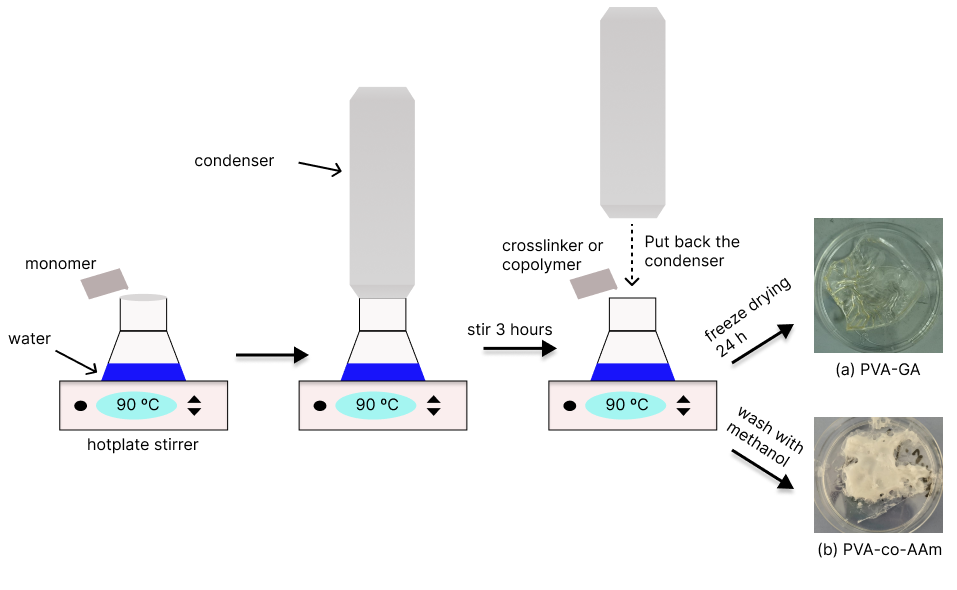 monomer
water
90 ºC
hotplate stirrer
condenser
90 ºC
stir 3 hours
crosslinker or
copolymer
Put back the
condenser
90 ºC
freeze drying
24 h
(a) PVA-GA
wash with
methanol
(b) PVA-co-AAm